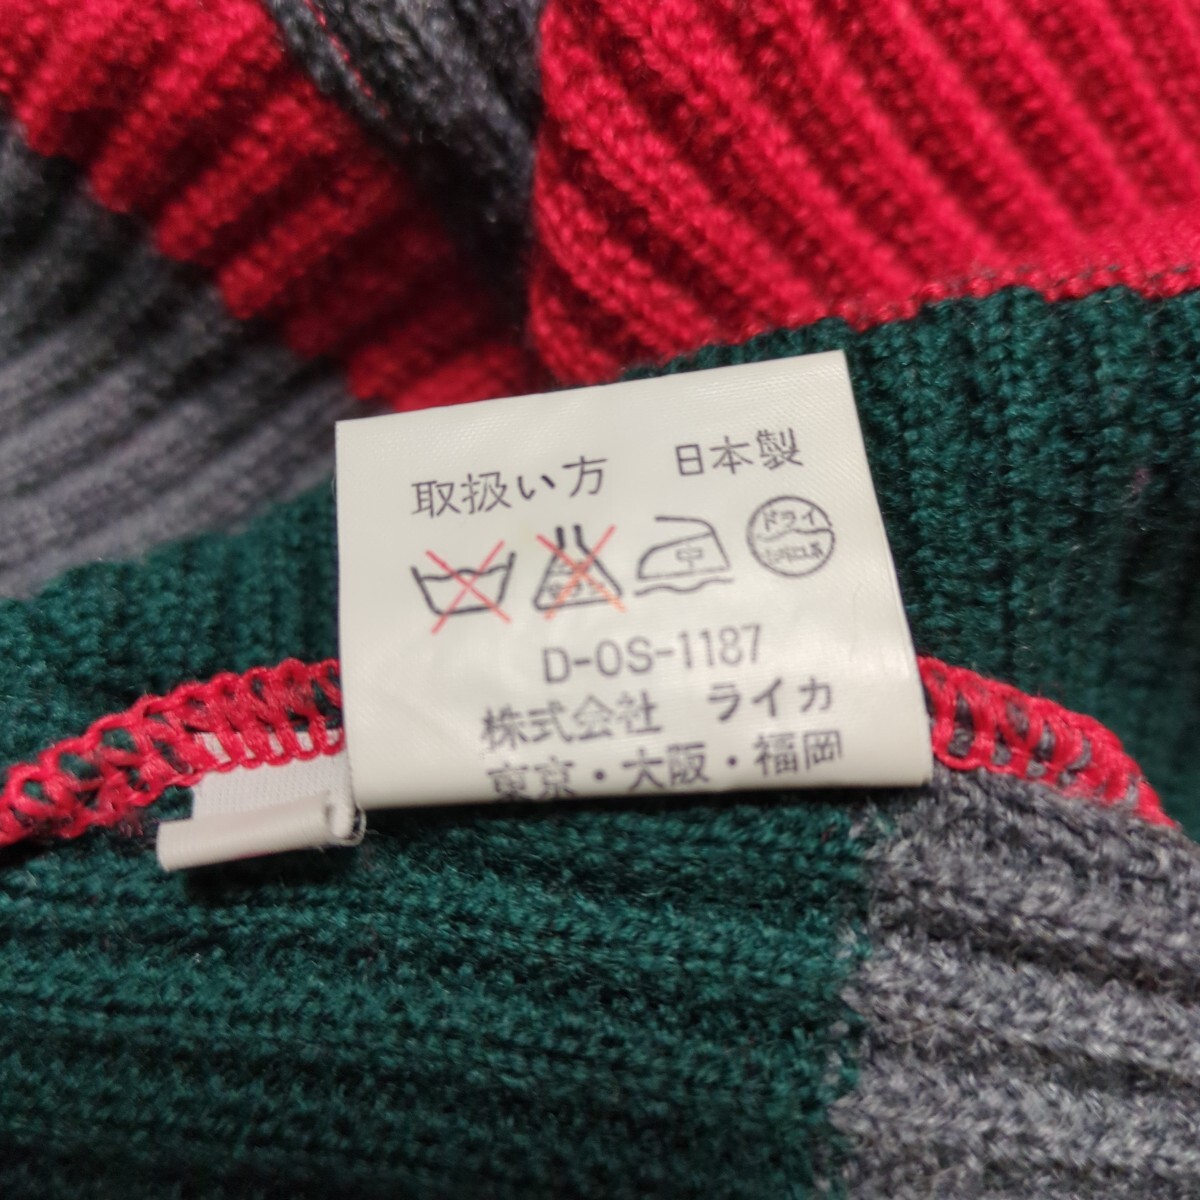 取扱い方 日本製
中 ドライ
D-OS-1187
株式会社 ライカ
東京・大阪・福岡